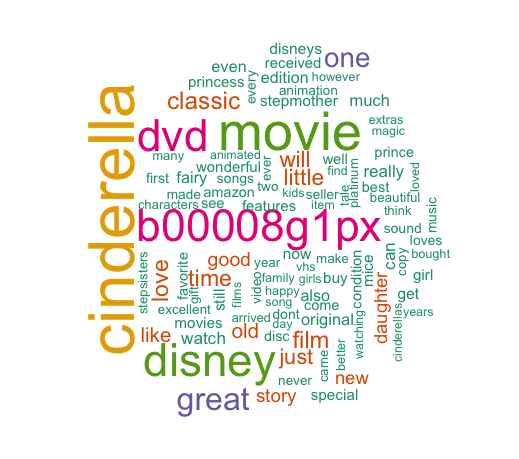 disneys
received
one
even
every
edition
however
princess
animation
classic
stepmother
much
extras
magic
dvd
movie
many
animated
ever
will
well
prince
wonderful
find
really
loved
first
fairy
songs
little
tale
platinum
best
two
kids
made
amazon
seller
beautiful
characters
see
features
item
think
cinderella
b00008g1px
sound
music
loves
good
now
make
condition
can
copy
bought
stepsisters
love
favorite
gift
time
year
vhs
mice
girl
still
films
video
family
girls
buy
daughter
get
happy
excellent
song
also
come
years
movies
arrived
dont
original
watching
like
watch
old
day
disc
film
better
cinderellas
disney
just
came
never
new
great
story
special